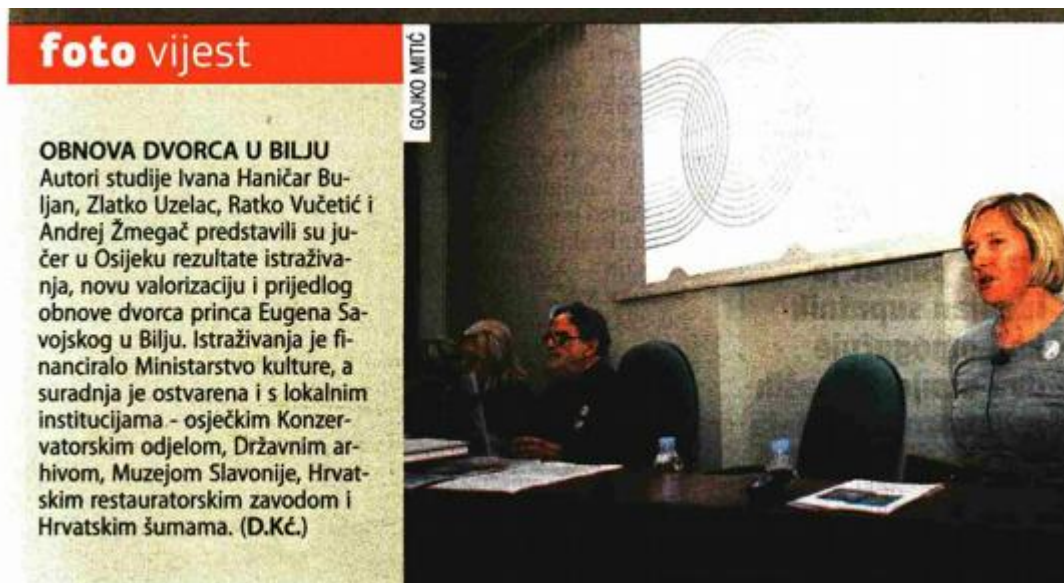 foto vijest
GOJKO MITIĆ
OBNOVA DVORCA U BILJU
Autori studije Ivana Haničar Bu-
ljan, Zlatko Uzelac, Ratko Vučetić i
Andrej Žmegač predstavili su ju-
čer u Osijeku rezultate istraživa-
nja, novu valorizaciju i prijedlog
obnove dvorca princa Eugena Sa-
vojskog u Bilju. Istraživanja je fi-
nanciralo Ministarstvo kulture, a
suradnja je ostvarena i s lokalnim
institucijama - osječkim Konzer-
vatorskim odjelom, Državnim ar-
hivom, Muzejom Slavonije, Hrvat-
skim restauratorskim zavodom i
Hrvatskim šumama. (D.Kć.)